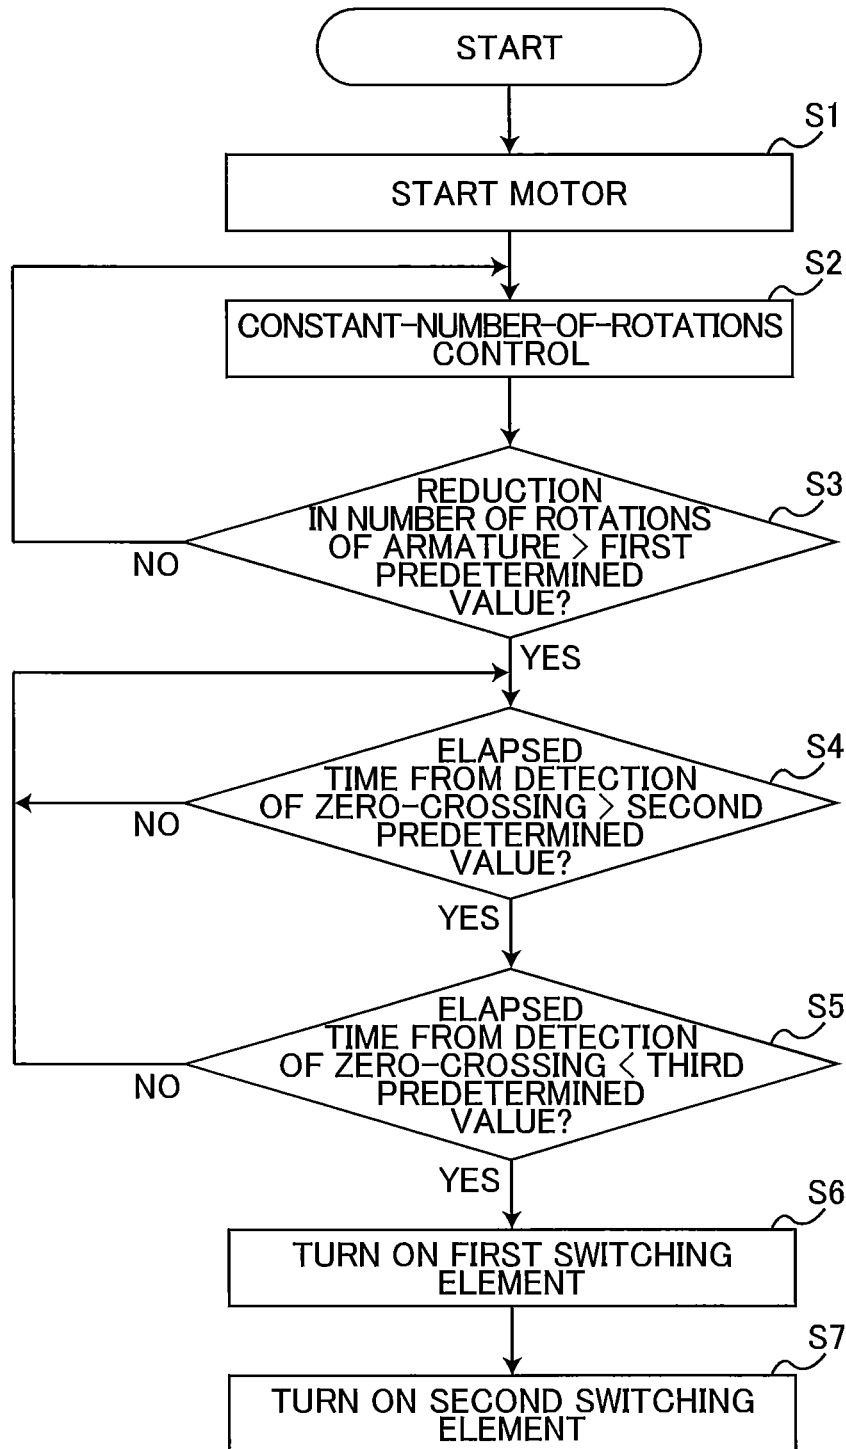 START
S1
START MOTOR
S2
CONSTANT-NUMBER-OF-ROTATIONS
CONTROL
S3
REDUCTION
IN NUMBER OF ROTATIONS
OF ARMATURE > FIRST
PREDETERMINED
VALUE?
NO
YES
S4
ELAPSED
TIME FROM DETECTION
OF ZERO-CROSSING > SECOND
PREDETERMINED
VALUE?
NO
YES
S5
ELAPSED
TIME FROM DETECTION
OF ZERO-CROSSING < THIRD
PREDETERMINED
VALUE?
NO
YES
S6
TURN ON FIRST SWITCHING
ELEMENT
S7
TURN ON SECOND SWITCHING
ELEMENT